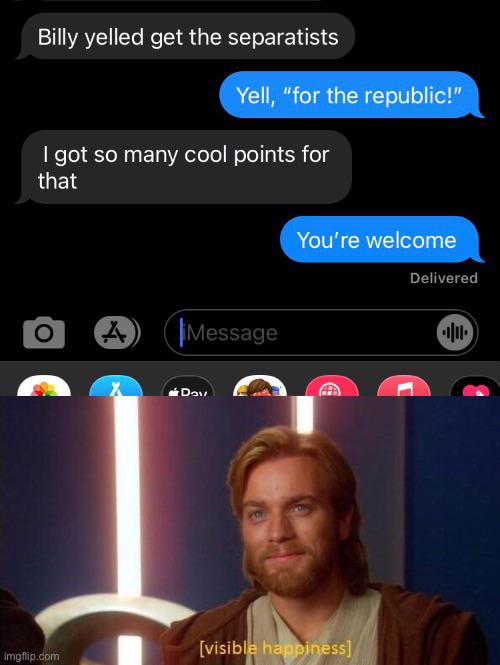 Billy yelled get the separatists
Yell, “for the republic!”
I got so many cool points for
that
You’re welcome
Delivered
iMessage
Pay
[visible happiness]
imgflip.com